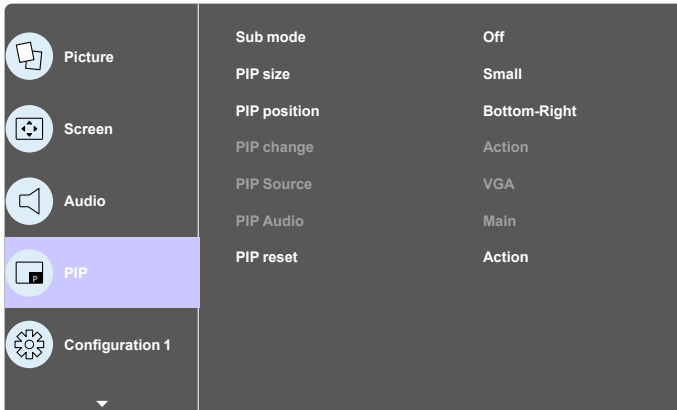 Picture
Screen
Audio
P
PIP
Configuration 1
Sub mode Off
PIP size Small
PIP position Bottom-Right
PIP change Action
PIP Source VGA
PIP Audio Main
PIP reset Action